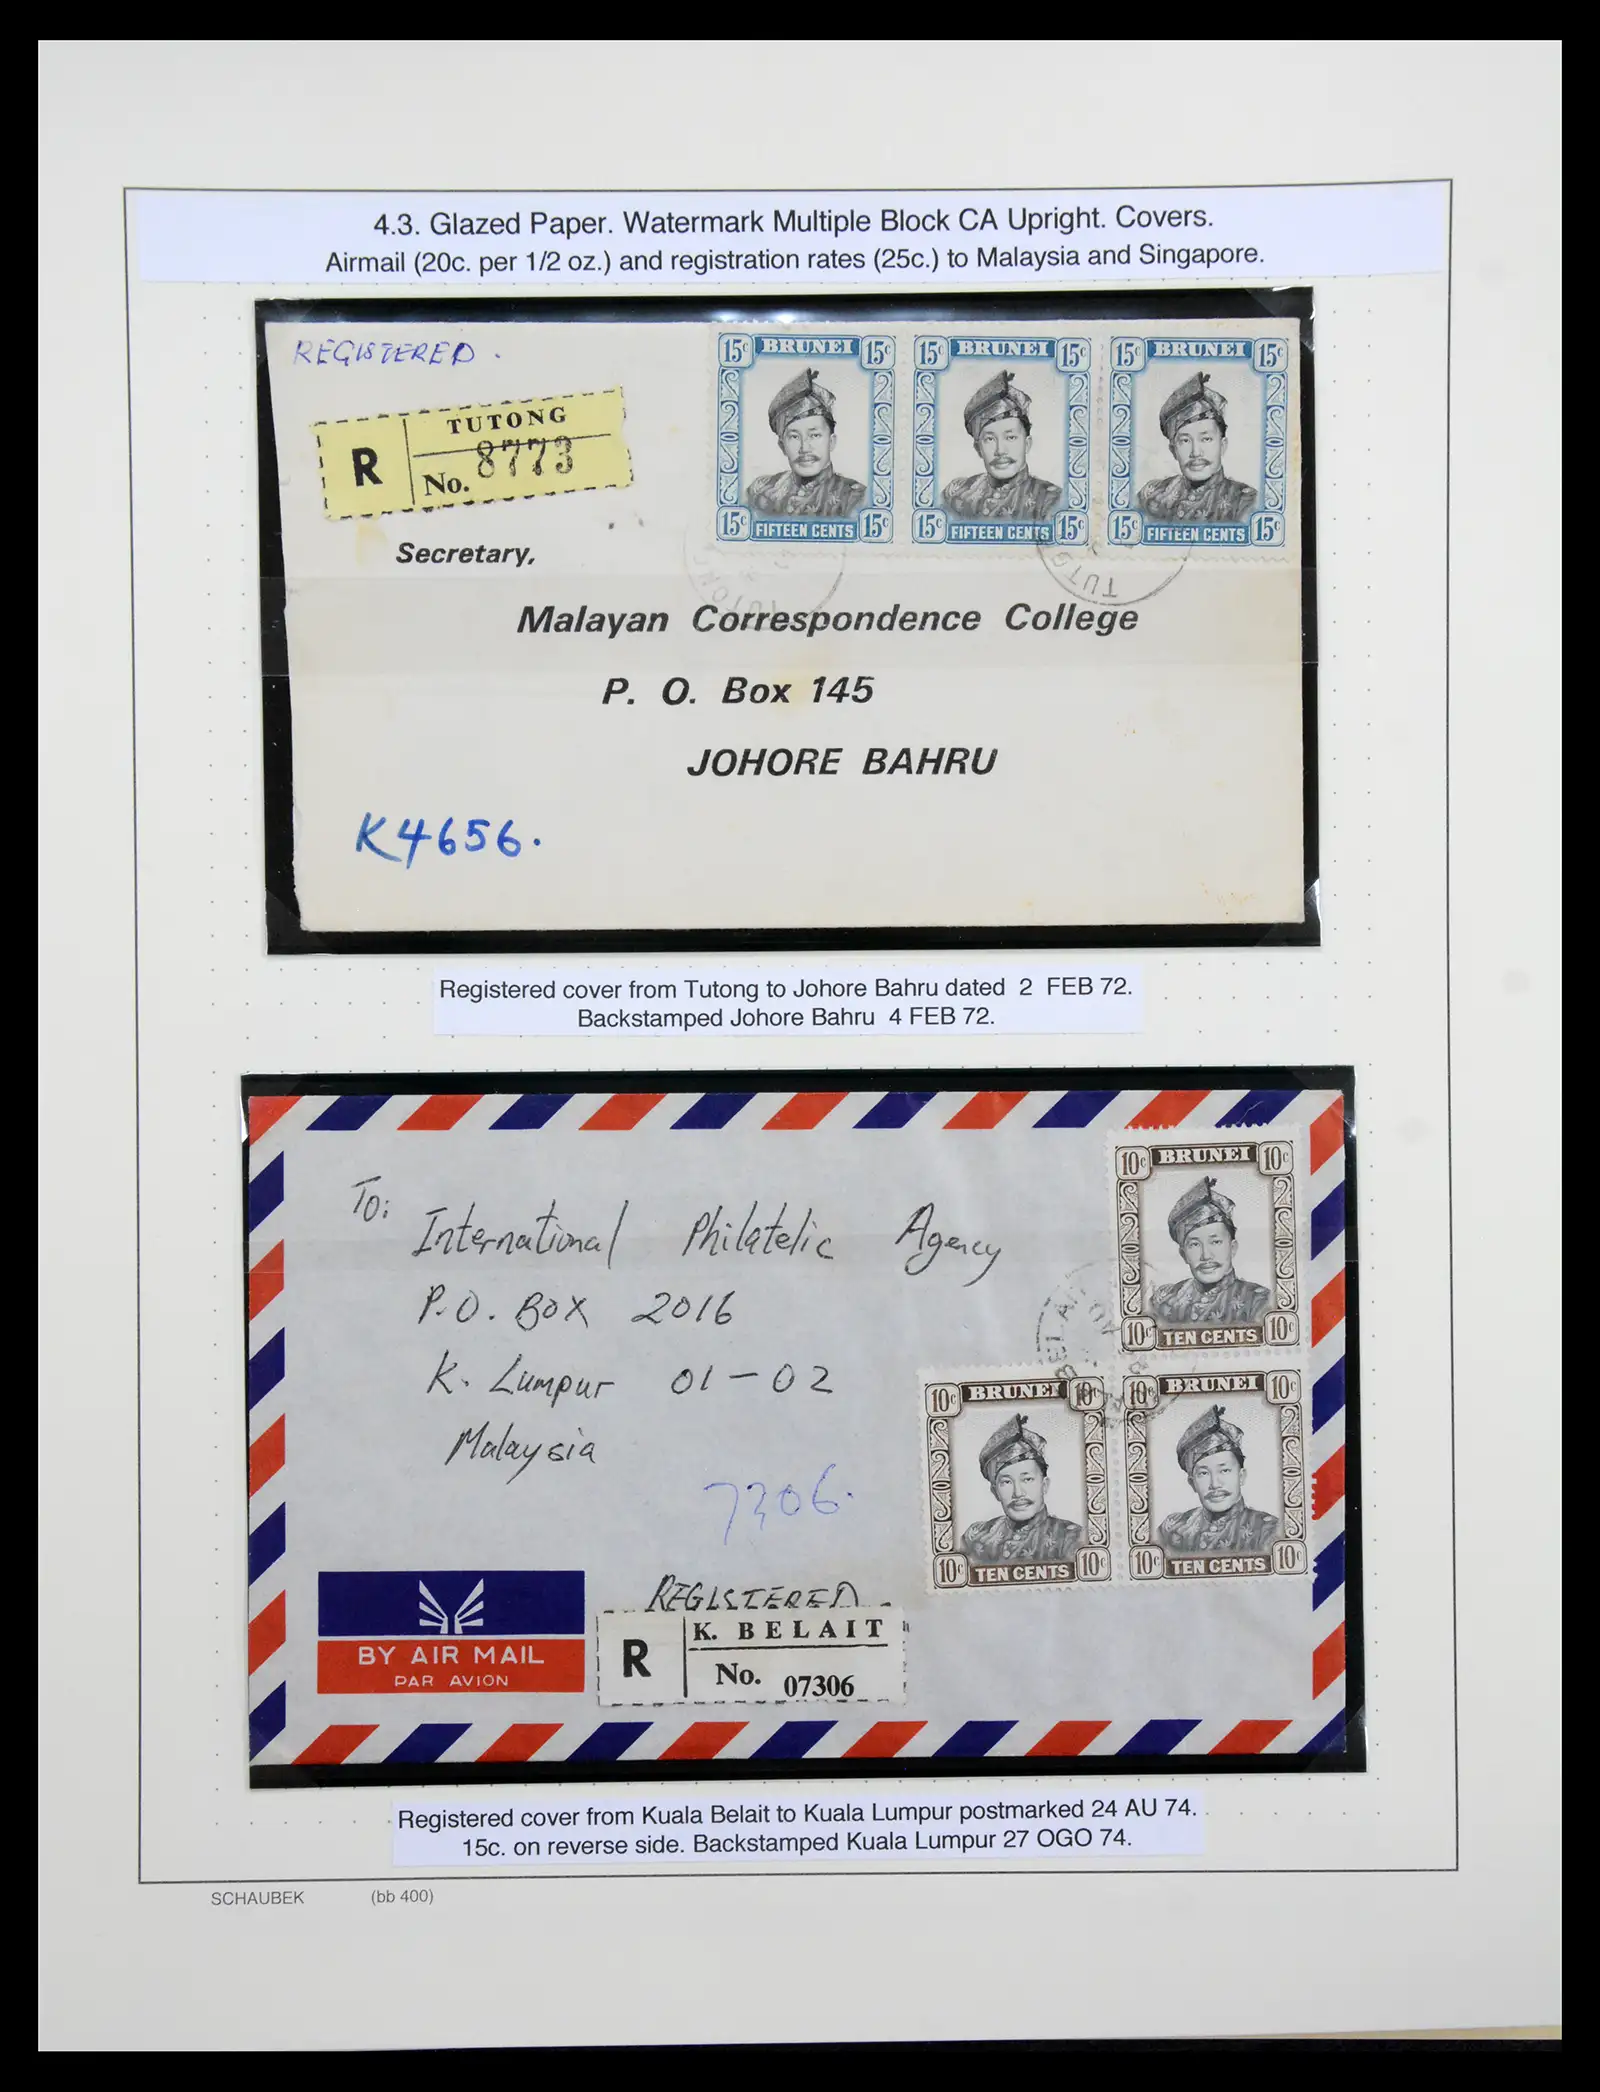 4.3. Glazed Paper. Watermark Multiple Block CA Upright. Covers.
Airmail (20c. per 1/2 oz.) and registration rates (25c.) to Malaysia and Singapore.
REGISTERED.
R
TUTONG
No. 8773
15c BRUNEI 15c
15c FIFTEEN CENTS 15c
15c BRUNEI 15c
15c FIFTEEN CENTS 15c
15c BRUNEI 15c
15c FIFTEEN CENTS 15c
TUTONG
TUTO
Secretary,
Malayan Correspondence College
P. O. Box 145
JOHORE BAHRU
K4656.
Registered cover from Tutong to Johore Bahru dated 2 FEB 72.
Backstamped Johore Bahru 4 FEB 72.
To:
International Philatelic Agency
P.O. BOX 2016
K. Lumpur 01-02
Malaysia
7306.
10c BRUNEI 10c
10c TEN CENTS 10c
10c BRUNEI 10c
10c TEN CENTS 10c
10c BRUNEI 10c
10c TEN CENTS 10c
BELAIT
BY AIR MAIL
PAR AVION
REGISTERED
R
K. BELAIT
No. 07306
Registered cover from Kuala Belait to Kuala Lumpur postmarked 24 AU 74.
15c. on reverse side. Backstamped Kuala Lumpur 27 OGO 74.
SCHAUBEK (bb 400)